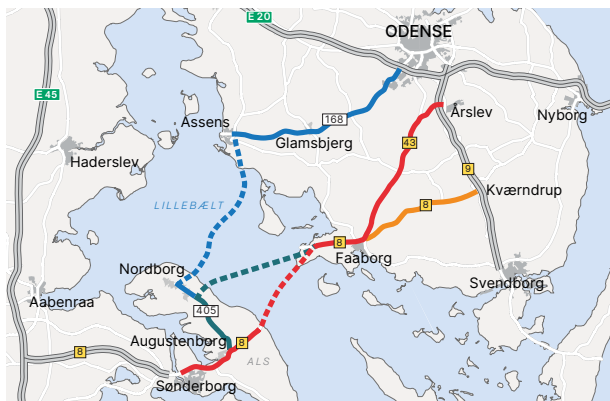 E 20
ODENSE
E 45
Assens
168
Glamsbjerg
43
Årslev
Nyborg
Haderslev
9
LILLEBÆLT
8
Kværndrup
8
Faaborg
Nordborg
Svendborg
Aabenraa
405
Augustenborg
8
8
ALS
Sønderborg